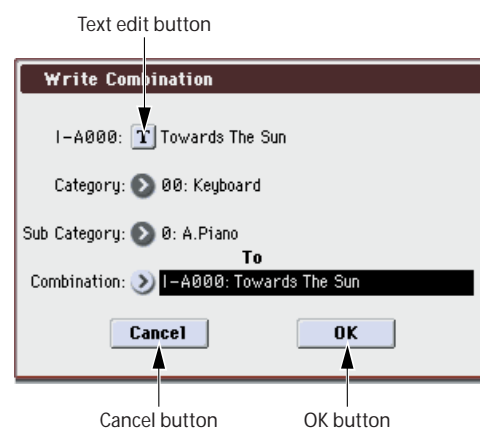 Text edit button
Write Combination
I-A000: T Towards The Sun
Category: 00: Keyboard
Sub Category: 0: A.Piano
To
Combination: I-A000: Towards The Sun
Cancel OK
Cancel button OK button